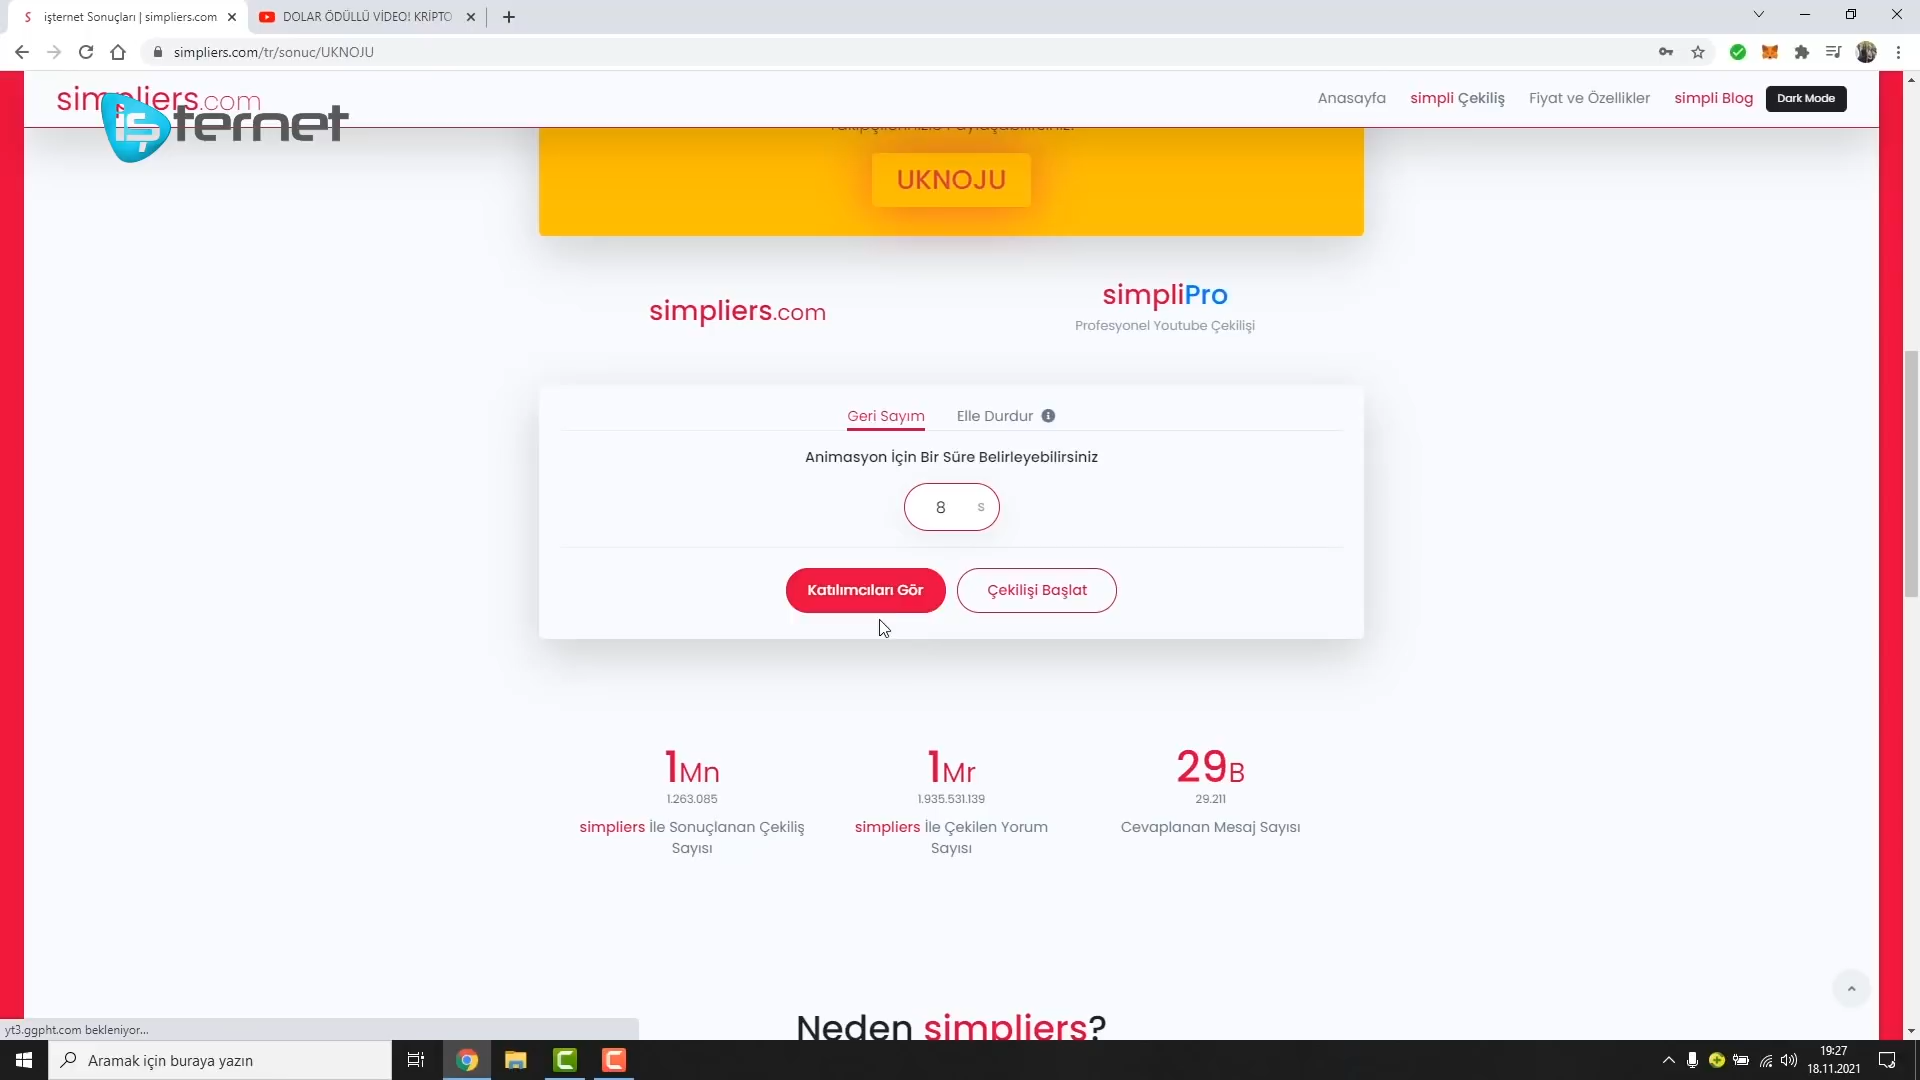 işternet Sonuçları | simpliers.com
DOLAR ÖDÜLLÜ VİDEO! KRİPTO
simpliers.com/tr/sonuc/UKNOJU
simpliers.com
işternet
Anasayfa
simpli Çekiliş
Fiyat ve Özellikler
simpli Blog
Dark Mode
UKNOJU
simpliers.com
simpliPro
Profesyonel Youtube Çekilişi
Geri Sayım
Elle Durdur
Animasyon İçin Bir Süre Belirleyebilirsiniz
8 s
Katılımcıları Gör
Çekilişi Başlat
1Mn
1.263.085
simpliers İle Sonuçlanan Çekiliş
Sayısı
1Mr
1.935.531.139
simpliers İle Çekilen Yorum
Sayısı
29B
29.211
Cevaplanan Mesaj Sayısı
Neden simpliers?
yt3.ggpht.com bekleniyor...
Aramak için buraya yazın
19:27
18.11.2021